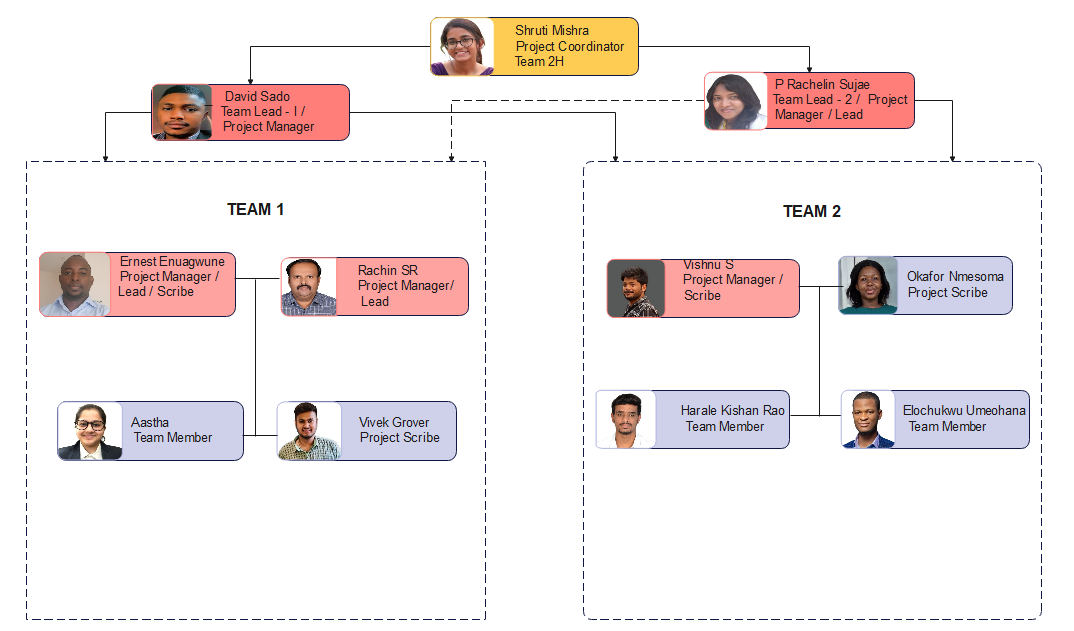 Shruti Mishra
Project Coordinator
Team 2H
David Sado
Team Lead - I /
Project Manager
P Rachelin Sujae
Team Lead - 2 / Project
Manager / Lead
TEAM 1
TEAM 2
Ernest Enuagwune
Project Manager /
Lead / Scribe
Rachin SR
Project Manager/
Lead
Vishnu S
Project Manager /
Scribe
Okafor Nmesoma
Project Scribe
Aastha
Team Member
Vivek Grover
Project Scribe
Harale Kishan Rao
Team Member
Elochukwu Umeohana
Team Member